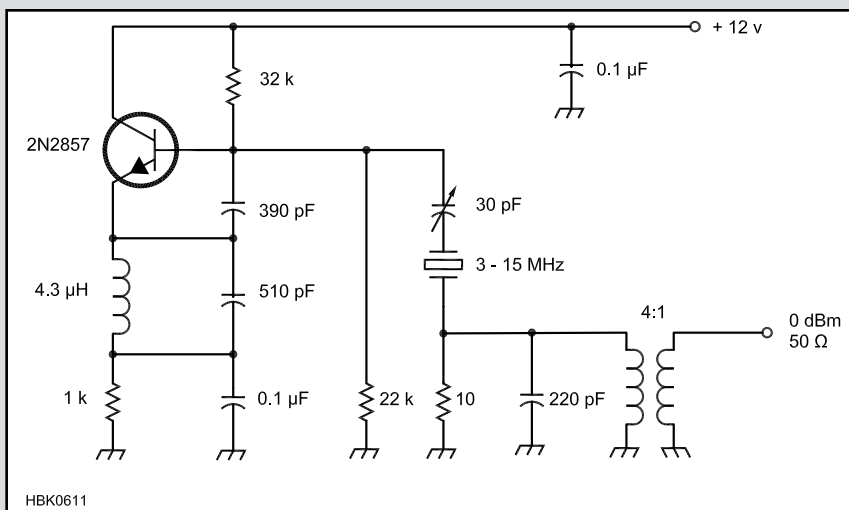 + 12 v
0.1 µF
32 k
2N2857
390 pF
30 pF
4.3 µH
510 pF
3 - 15 MHz
4:1
0 dBm
50 Ω
1 k
0.1 µF
22 k
10
220 pF
HBK0611